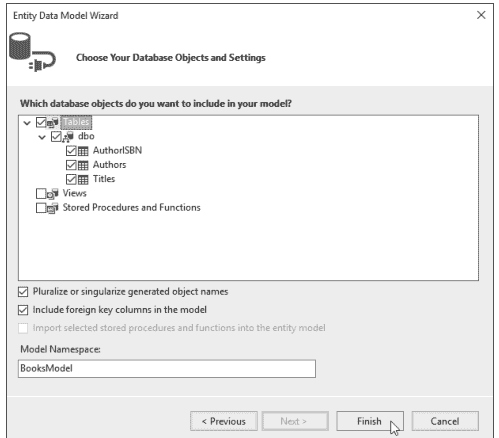 Entity Data Model Wizard
Choose Your Database Objects and Settings
Which database objects do you want to include in your model?
Tables
dbo
AuthorISBN
Authors
Titles
Views
Stored Procedures and Functions
Pluralize or singularize generated object names
Include foreign key columns in the model
Import selected stored procedures and functions into the entity model
Model Namespace:
BooksModel
< Previous Next > Finish Cancel